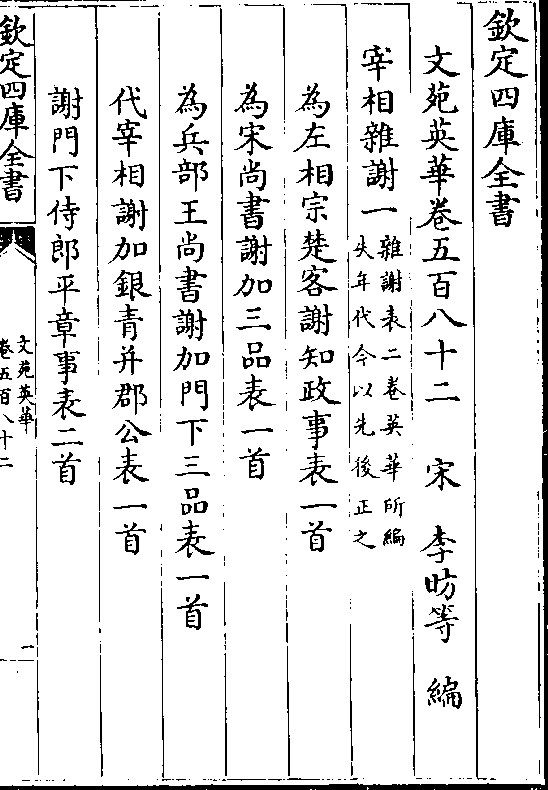 欽定四庫全書
文苑英華卷五百八十二　宋　李昉等　編
宰相雜謝一雜謝表二卷英華所編失年代今以先後正之
為左相宗楚客謝知政事表一首
為宋尚書謝加三品表一首
為兵部王尚書謝加門下三品表一首
代宰相謝加銀青并郡公表一首
謝門下侍郎平章事表二首
欽定四庫全書
文苑英華
卷五百八十二
一